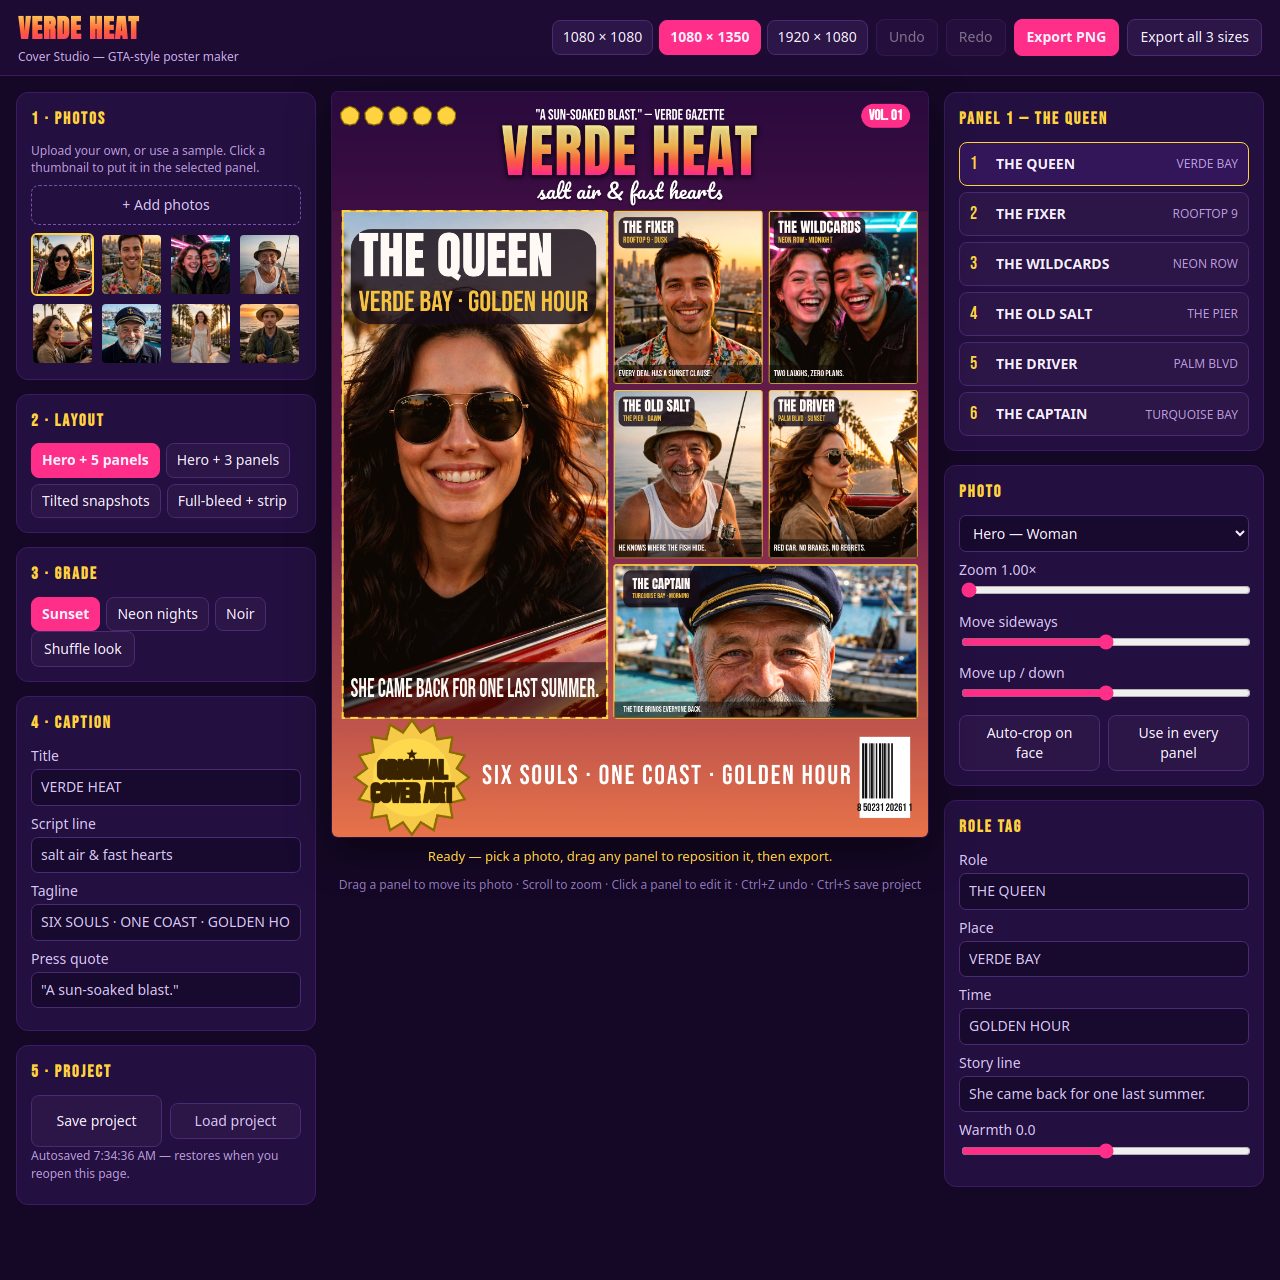 VERDE HEAT
Cover Studio — GTA-style poster maker
1080 × 1080
1080 × 1350
1920 × 1080
Undo
Redo
Export PNG
Export all 3 sizes
1 · PHOTOS
Upload your own, or use a sample. Click a
thumbnail to put it in the selected panel.
+ Add photos
2 · LAYOUT
Hero + 5 panels
Hero + 3 panels
Tilted snapshots
Full-bleed + strip
3 · GRADE
Sunset
Neon nights
Noir
Shuffle look
4 · CAPTION
Title
VERDE HEAT
Script line
salt air & fast hearts
Tagline
SIX SOULS · ONE COAST · GOLDEN HO
Press quote
"A sun-soaked blast."
5 · PROJECT
Save project
Load project
Autosaved 7:34:36 AM — restores when you
reopen this page.
"A SUN-SOAKED BLAST." — VERDE GAZETTE
VOL. 01
VERDE HEAT
salt air & fast hearts
THE QUEEN
VERDE BAY · GOLDEN HOUR
SHE CAME BACK FOR ONE LAST SUMMER.
THE FIXER
ROOFTOP 9 · DUSK
EVERY DEAL HAS A SUNSET CLAUSE.
THE WILDCARDS
NEON ROW · MIDNIGHT
TWO LAUGHS, ZERO PLANS.
THE OLD SALT
THE PIER · DAWN
HE KNOWS WHERE THE FISH HIDE.
THE DRIVER
PALM BLVD · SUNSET
RED CAR. NO BRAKES. NO REGRETS.
THE CAPTAIN
TURQUOISE BAY · MORNING
THE TIDE BRINGS EVERYONE BACK.
ORIGINAL
COVER ART
SIX SOULS · ONE COAST · GOLDEN HOUR
8 50231 20261 1
Ready — pick a photo, drag any panel to reposition it, then export.
Drag a panel to move its photo · Scroll to zoom · Click a panel to edit it · Ctrl+Z undo · Ctrl+S save project
PANEL 1 — THE QUEEN
1 THE QUEEN VERDE BAY
2 THE FIXER ROOFTOP 9
3 THE WILDCARDS NEON ROW
4 THE OLD SALT THE PIER
5 THE DRIVER PALM BLVD
6 THE CAPTAIN TURQUOISE BAY
PHOTO
Hero — Woman
Zoom 1.00×
Move sideways
Move up / down
Auto-crop on
face
Use in every
panel
ROLE TAG
Role
THE QUEEN
Place
VERDE BAY
Time
GOLDEN HOUR
Story line
She came back for one last summer.
Warmth 0.0